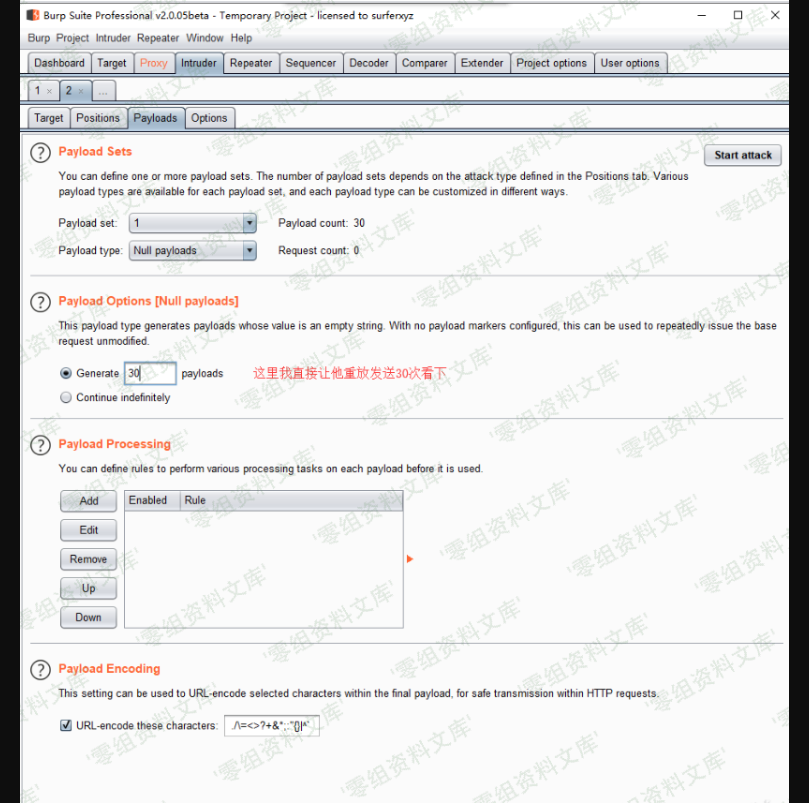 Burp Suite Professional v2.0.05beta - Temporary Project - licensed to surferxyz
Burp Project Intruder Repeater Window Help
Dashboard Target Proxy Intruder Repeater Sequencer Decoder Comparer Extender Project options User options
1 × 2 × ...
Target Positions Payloads Options
? Payload Sets
Start attack
You can define one or more payload sets. The number of payload sets depends on the attack type defined in the Positions tab. Various
payload types are available for each payload set, and each payload type can be customized in different ways.
Payload set: 1 Payload count: 30
Payload type: Null payloads Request count: 0
? Payload Options [Null payloads]
This payload type generates payloads whose value is an empty string. With no payload markers configured, this can be used to repeatedly issue the base
request unmodified.
Generate 30 payloads 这里我直接让他重放发送30次看下
Continue indefinitely
? Payload Processing
You can define rules to perform various processing tasks on each payload before it is used.
Add Enabled Rule
Edit
Remove
Up
Down
? Payload Encoding
This setting can be used to URL-encode selected characters within the final payload, for safe transmission within HTTP requests.
URL-encode these characters: ./\=<>?+&*;:"{}|^`
'零组资料文库'